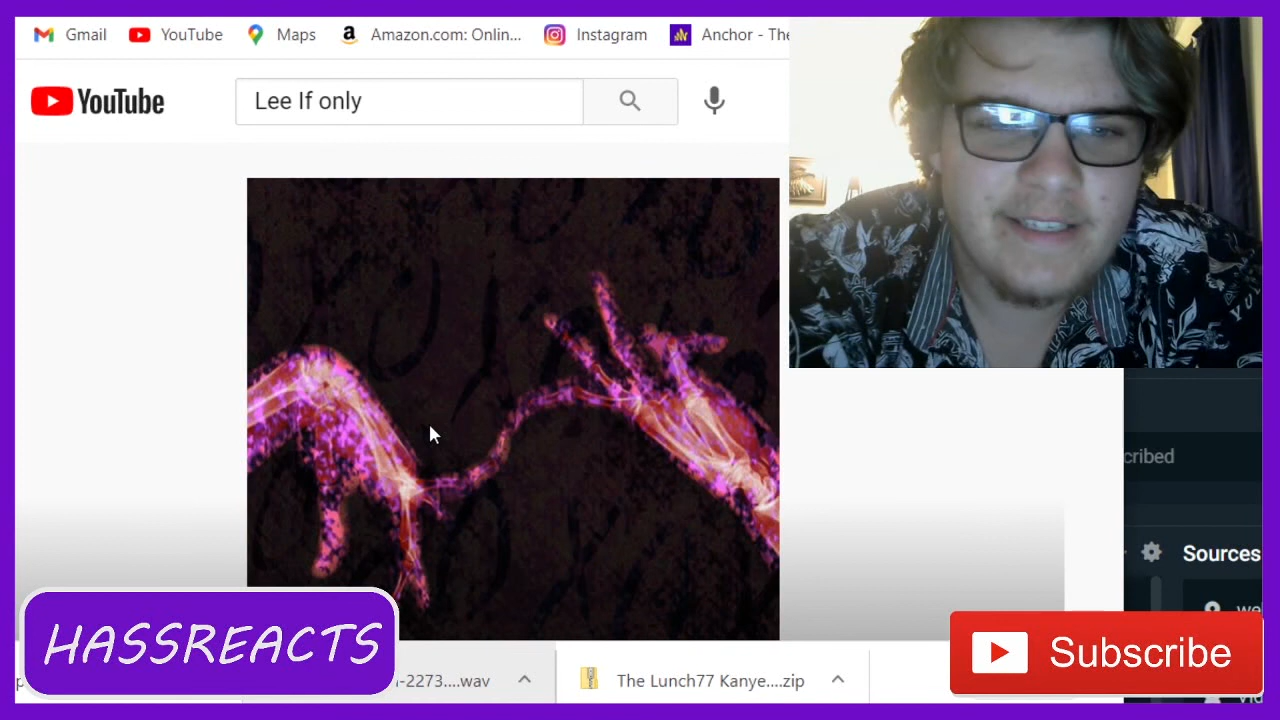 Gmail YouTube Maps Amazon.com: Onlin... Instagram Anchor - The
YouTube Lee If only
cribed
Sources
HASSREACTS
Subscribe
-2273....wav The Lunch77 Kanye....zip